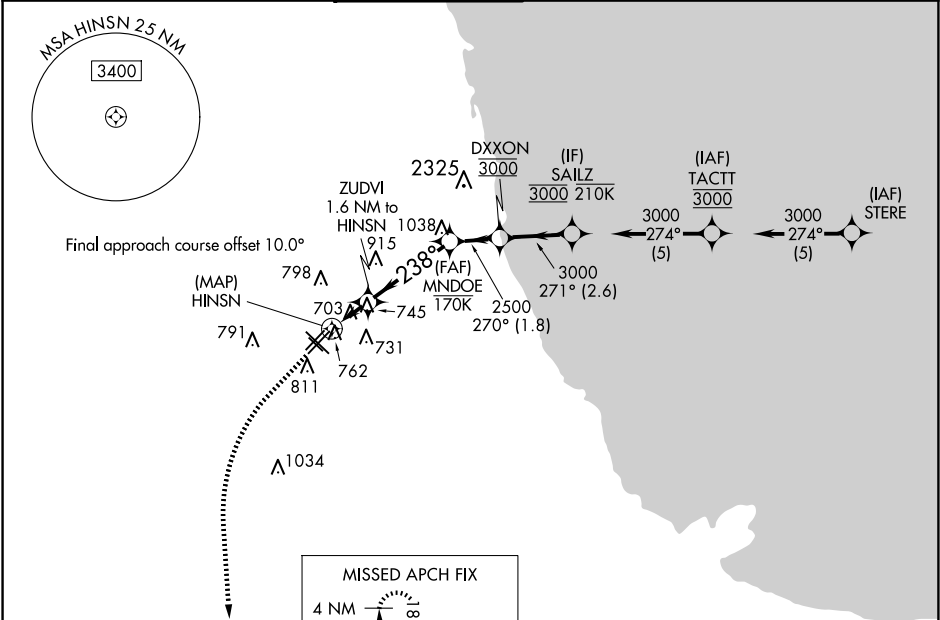 MSA HINSN 25 NM
3400
DXXON
3000
(IF)
SAILZ
3000 210K
(IAF)
TACTT
3000
(IAF)
STERE
2325
ZUDVI
1.6 NM to
HINSN
1038
915
3000
274°
(5)
3000
274°
(5)
Final approach course offset 10.0°
238°
(FAF)
MNDOE
170K
3000
271° (2.6)
2500
270° (1.8)
798
(MAP)
HINSN
703
745
791
731
762
811
1034
MISSED APCH FIX
4 NM
18